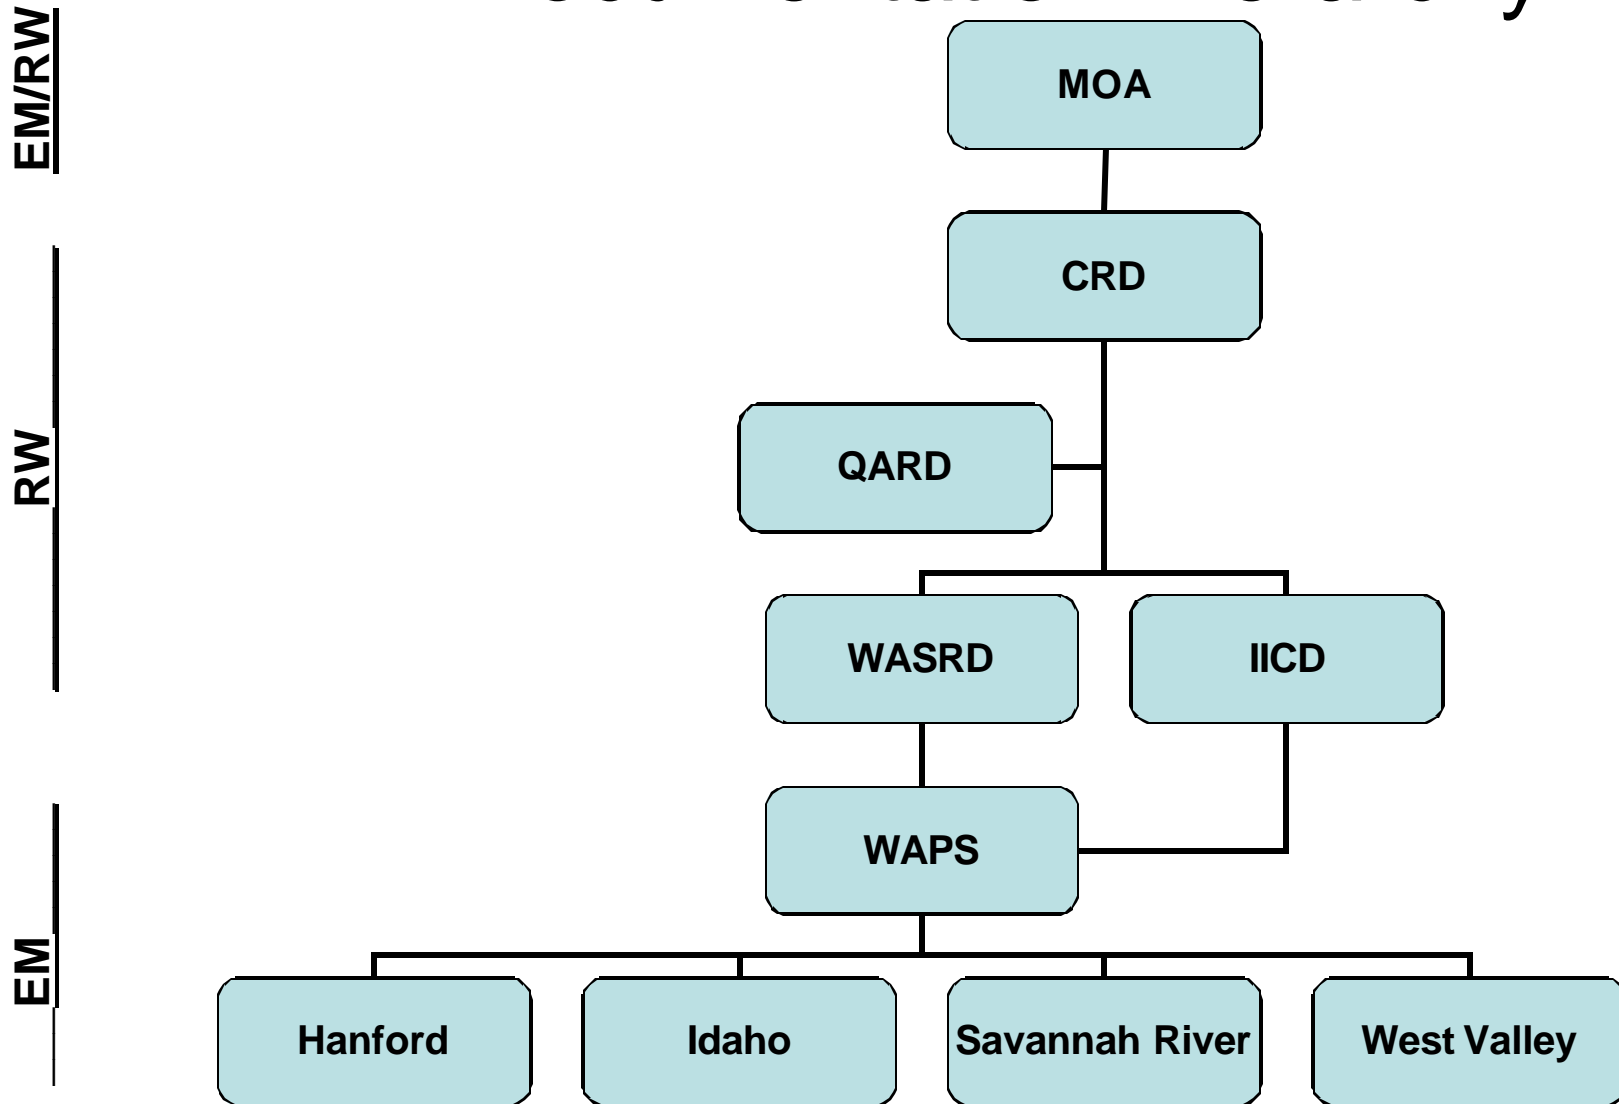 EM/RW
MOA
CRD
RW
QARD
WASRD
IICD
WAPS
EM
Hanford
Idaho
Savannah River
West Valley